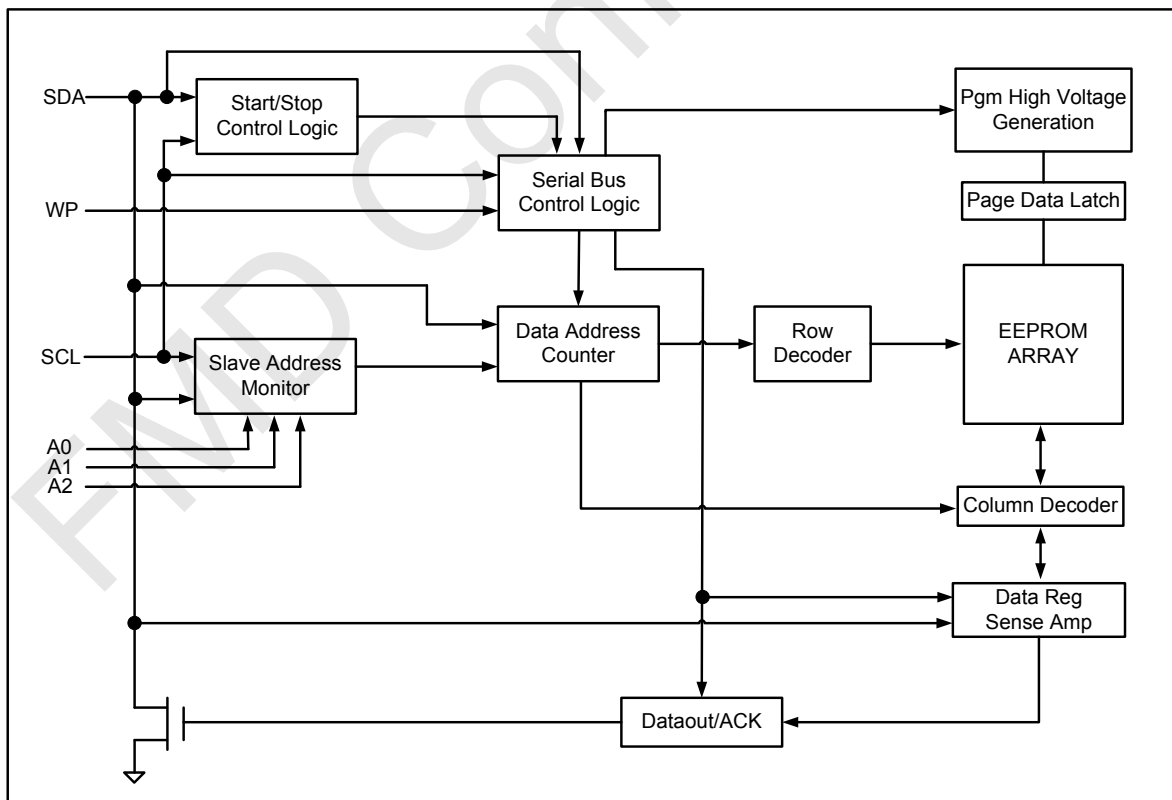 SDA
Start/Stop
Control Logic
Pgm High Voltage
Generation
Serial Bus
Control Logic
WP
Page Data Latch
Data Address
Counter
Row
Decoder
EEPROM
ARRAY
SCL
Slave Address
Monitor
A0
A1
A2
Column Decoder
Data Reg
Sense Amp
Dataout/ACK
FMD Con